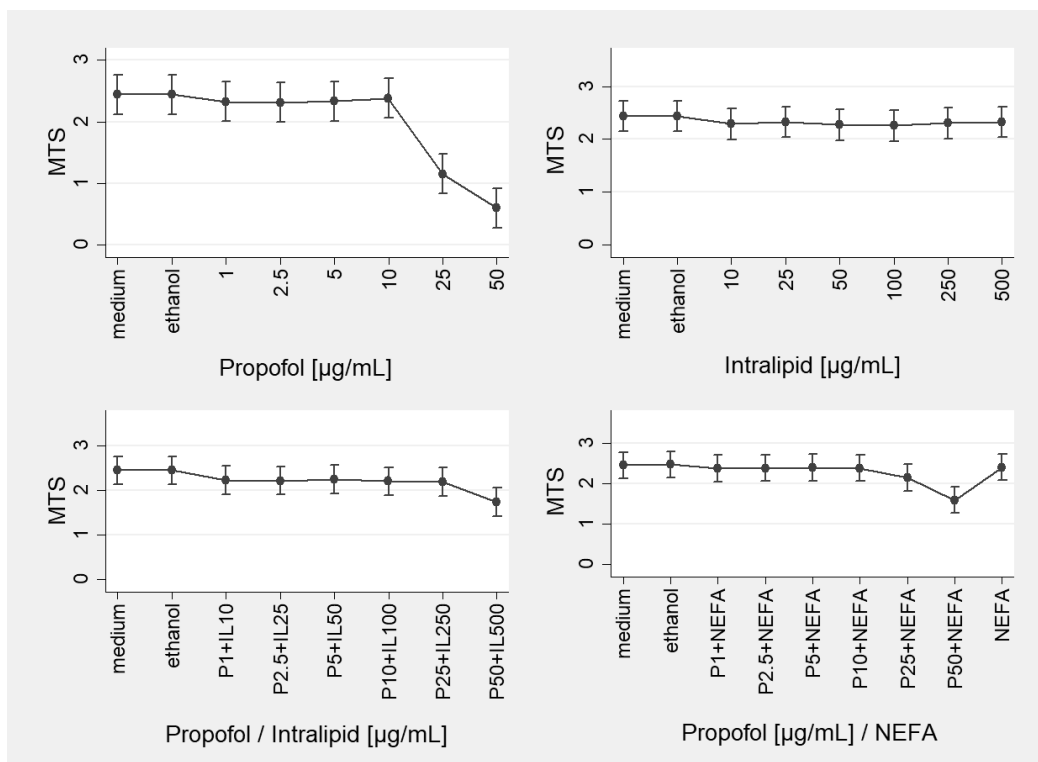 MTS
3
2
1
0
medium
ethanol
1
2.5
5
10
25
50
Propofol [µg/mL]
MTS
3
2
1
0
medium
ethanol
10
25
50
100
250
500
Intralipid [µg/mL]
MTS
3
2
1
0
medium
ethanol
P1+IL10
P2.5+IL25
P5+IL50
P10+IL100
P25+IL250
P50+IL500
Propofol / Intralipid [µg/mL]
MTS
3
2
1
0
medium
ethanol
P1+NEFA
P2.5+NEFA
P5+NEFA
P10+NEFA
P25+NEFA
P50+NEFA
NEFA
Propofol [µg/mL] / NEFA